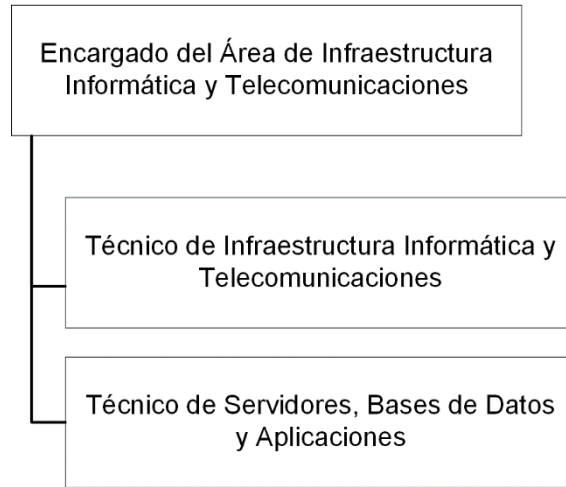 Encargado del Área de Infraestructura
Informática y Telecomunicaciones
Técnico de Infraestructura Informática y
Telecomunicaciones
Técnico de Servidores, Bases de Datos
y Aplicaciones